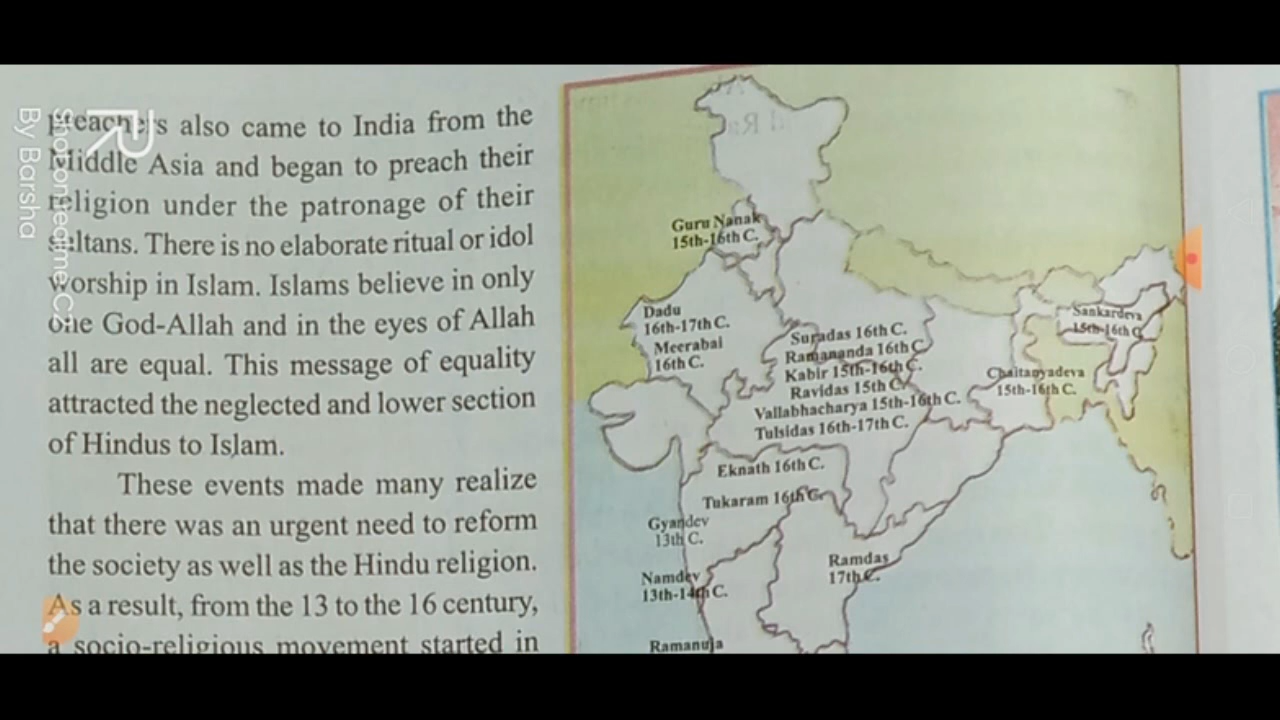 preachers also came to India from the
Middle Asia and began to preach their
religion under the patronage of their
sultans. There is no elaborate ritual or idol
worship in Islam. Islams believe in only
one God-Allah and in the eyes of Allah
all are equal. This message of equality
attracted the neglected and lower section
of Hindus to Islam.
These events made many realize
that there was an urgent need to reform
the society as well as the Hindu religion.
As a result, from the 13 to the 16 century,
a socio-religious movement started in
Guru Nanak
15th-16th C.
Dadu
16th-17th C.
Meerabai
16th C.
Suradas 16th C.
Ramananda 16th C
Kabir 15th-16th C.
Ravidas 15th C.
Vallabhacharya 15th-16th C.
Tulsidas 16th-17th C.
Sankardeva
15th-16th C
Chaitanyadeva
15th-16th C.
Eknath 16th C.
Tukaram 16th C.
Gyandev
13th C.
Namdev
13th-14th C.
Ramdas
17th C.
Ramanuja
By Barsha